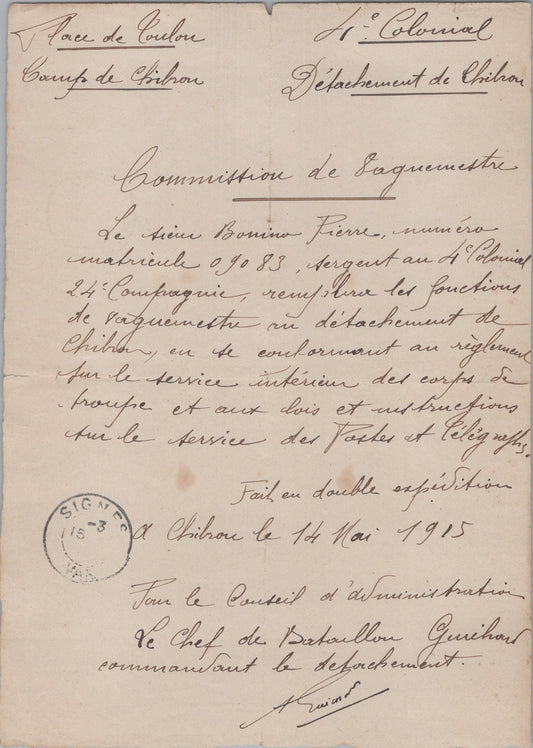 Place de Toulon
4e Colonial
Camp de Chibron
Détachement de Chibron
Commission de Vaguemestre
Le sieur Bonino Pierre, numéro
matricule 09083, sergent au 4e Colonial
24e Compagnie, remplira les fonctions
de vaguemestre au détachement de
Chibron, en se conformant au règlement
sur le service intérieur des corps de
troupe et aux lois et instructions
sur le service des Postes et Télégraphes.
Fait en double expédition
A Chibron le 14 Mai 1915
SIGNES
15-3
VAR
Pour le Conseil d'administration
Le Chef de Bataillon Guichard
commandant le détachement.